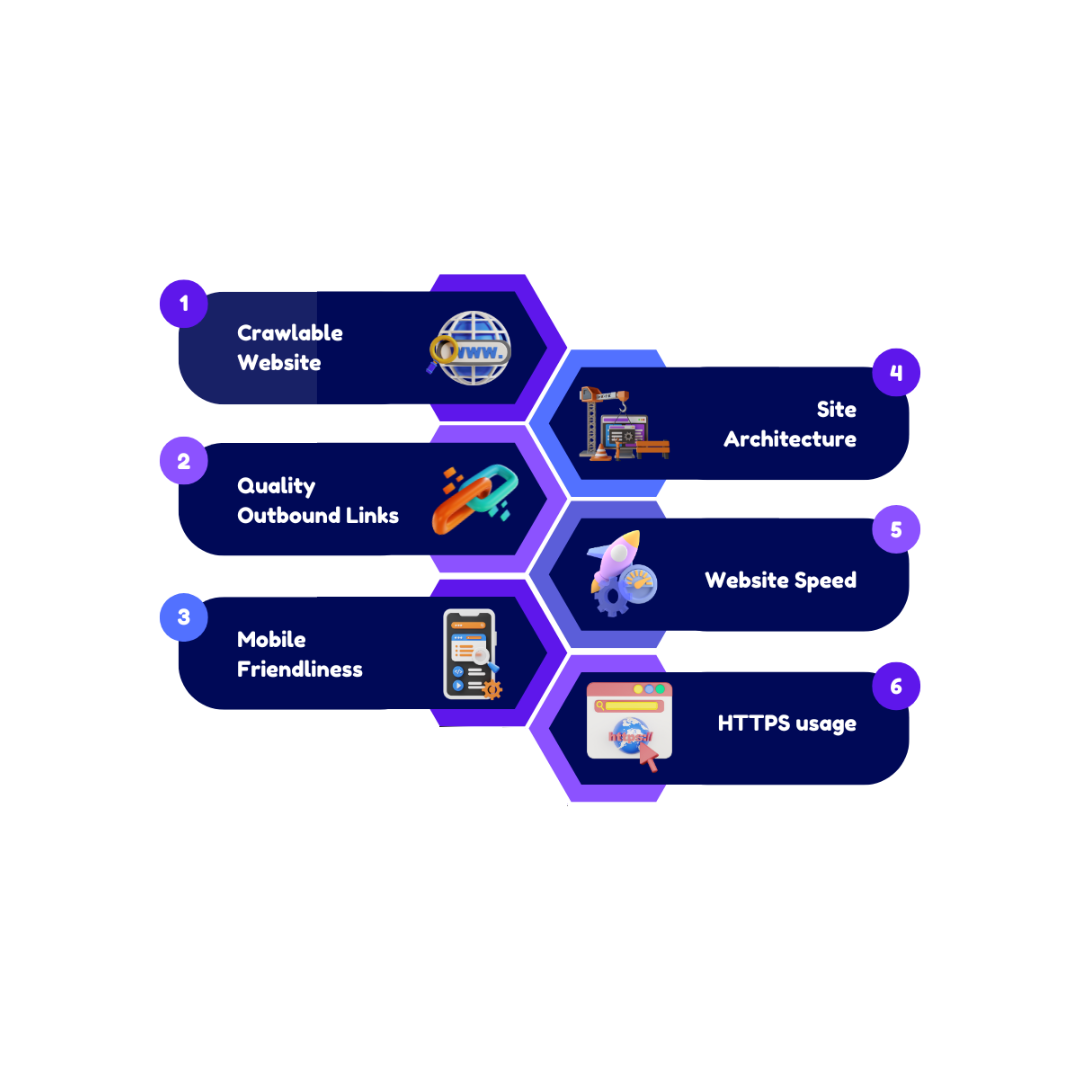 1
Crawlable
Website
www.
2
Quality
Outbound Links
3
Mobile
Friendliness
4
Site
Architecture
5
Website Speed
6
HTTPS usage
https://